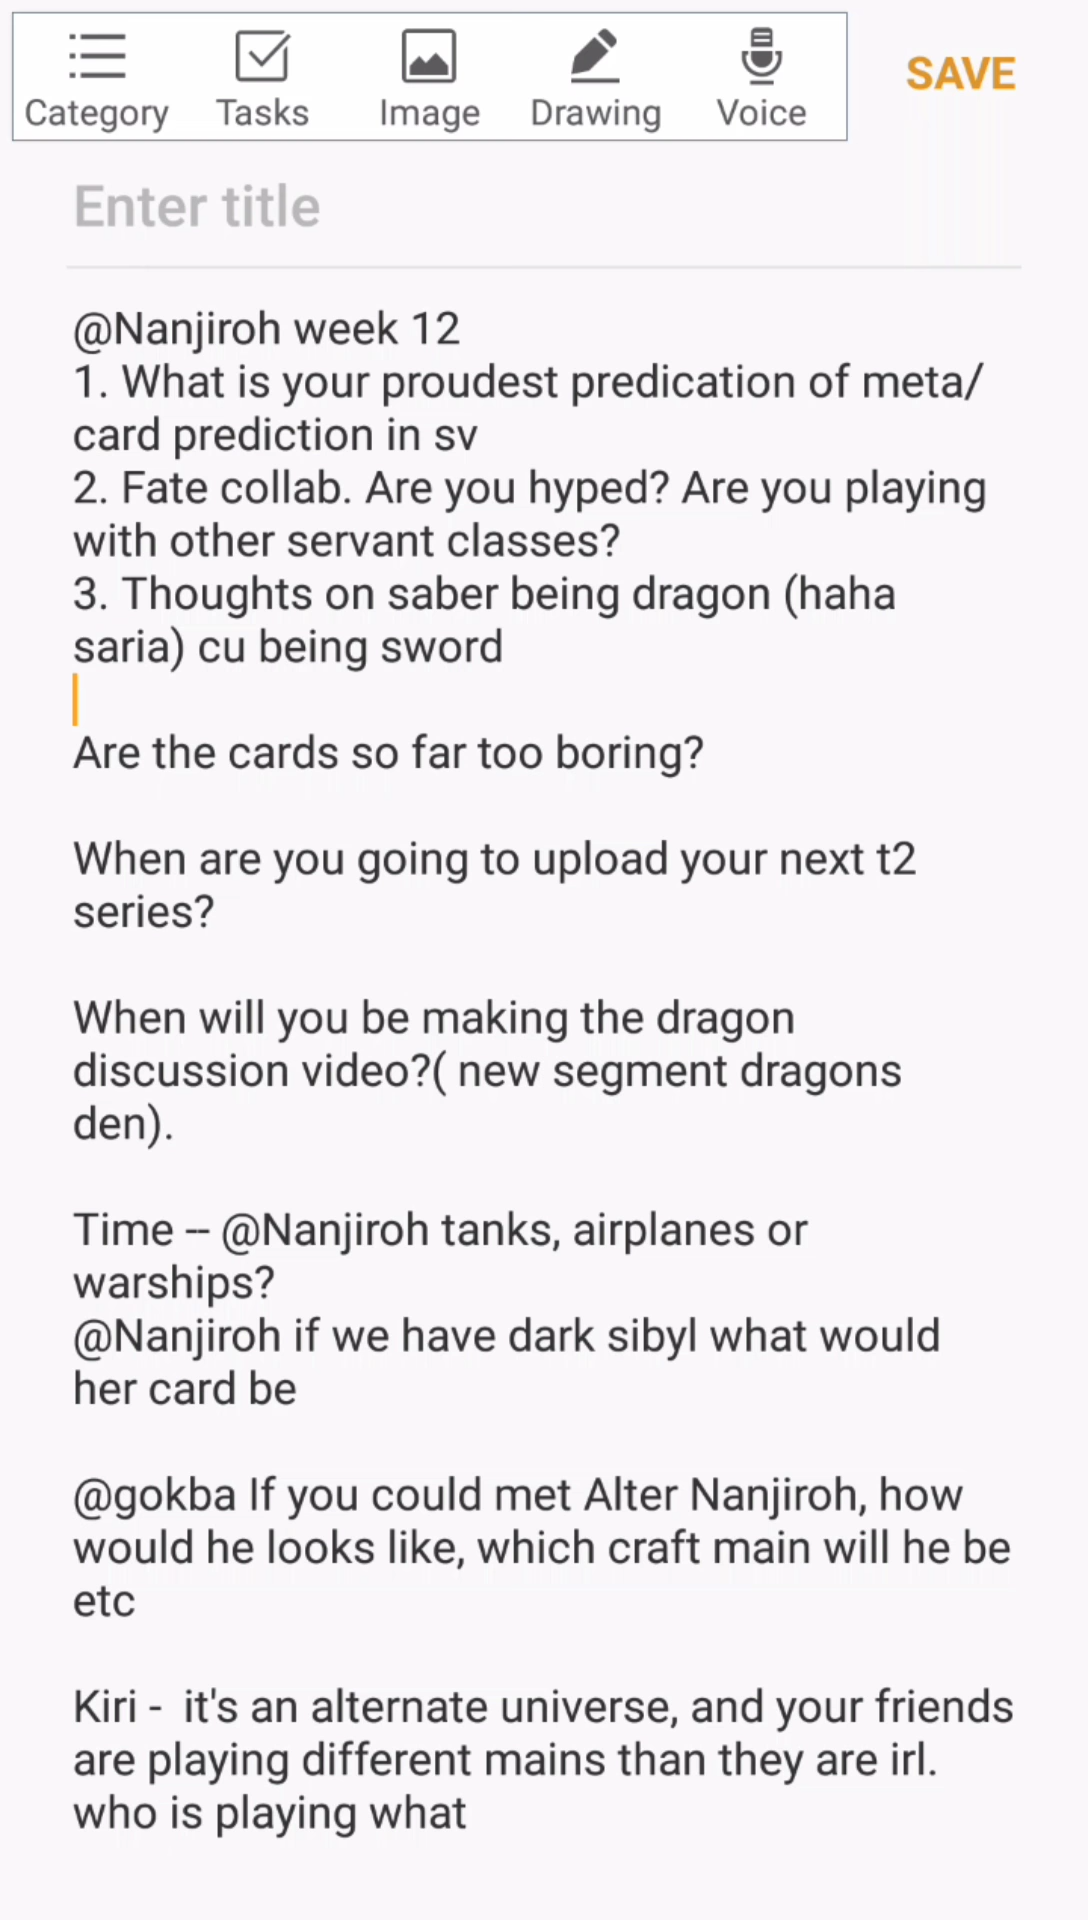 Category Tasks Image Drawing Voice
SAVE
Enter title
@Nanjiroh week 12
1. What is your proudest predication of meta/
card prediction in sv
2. Fate collab. Are you hyped? Are you playing
with other servant classes?
3. Thoughts on saber being dragon (haha
saria) cu being sword
Are the cards so far too boring?
When are you going to upload your next t2
series?
When will you be making the dragon
discussion video?( new segment dragons
den).
Time -- @Nanjiroh tanks, airplanes or
warships?
@Nanjiroh if we have dark sibyl what would
her card be
@gokba If you could met Alter Nanjiroh, how
would he looks like, which craft main will he be
etc
Kiri -  it's an alternate universe, and your friends
are playing different mains than they are irl.
who is playing what